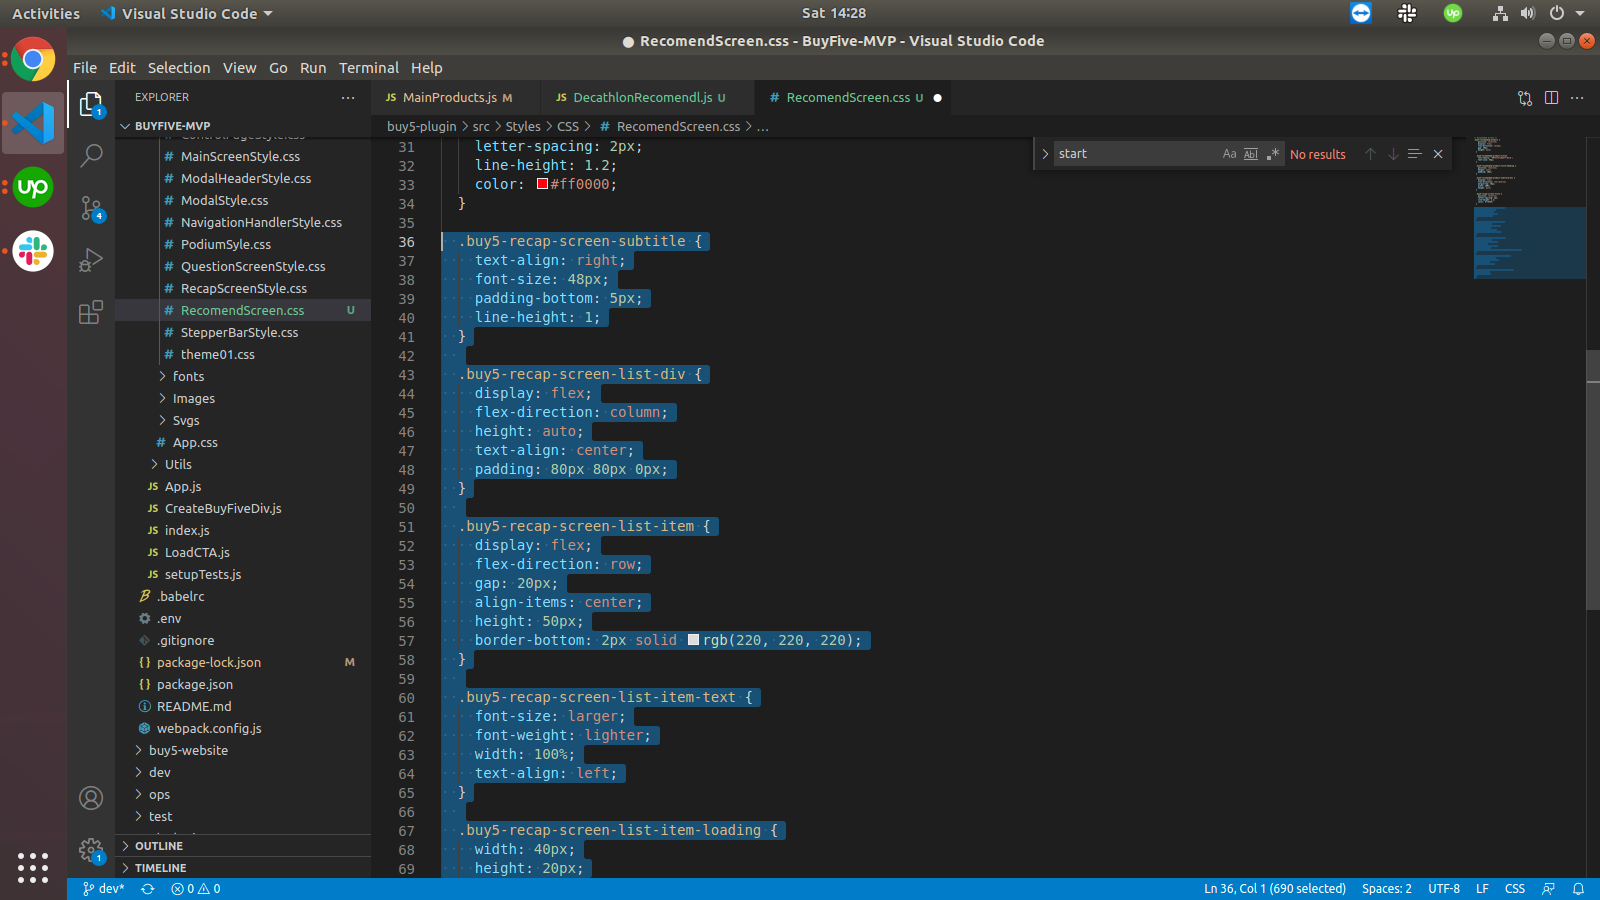 Activities
Visual Studio Code
Sat 14:28
up
● RecomendScreen.css - BuyFive-MVP - Visual Studio Code
File Edit Selection View Go Run Terminal Help
EXPLORER
BUYFIVE-MVP
# MainScreenStyle.css
# ModalHeaderStyle.css
# ModalStyle.css
# NavigationHandlerStyle.css
# PodiumSyle.css
# QuestionScreenStyle.css
# RecapScreenStyle.css
# RecomendScreen.css U
# StepperBarStyle.css
# theme01.css
fonts
Images
Svgs
# App.css
Utils
JS App.js
JS CreateBuyFiveDiv.js
JS index.js
JS LoadCTA.js
JS setupTests.js
.babelrc
.env
.gitignore
{} package-lock.json M
{} package.json
README.md
webpack.config.js
buy5-website
dev
ops
test
OUTLINE
TIMELINE
1
4
1
up
JS MainProducts.js M
JS DecathlonRecomendl.js U
# RecomendScreen.css U ●
buy5-plugin > src > Styles > CSS > # RecomendScreen.css > ...
start
Aa Abl .*
No results
31 letter-spacing: 2px;
32 line-height: 1.2;
33 color: #ff0000;
34 }
35
36 .buy5-recap-screen-subtitle {
37 text-align: right;
38 font-size: 48px;
39 padding-bottom: 5px;
40 line-height: 1;
41 }
42
43 .buy5-recap-screen-list-div {
44 display: flex;
45 flex-direction: column;
46 height: auto;
47 text-align: center;
48 padding: 80px 80px 0px;
49 }
50
51 .buy5-recap-screen-list-item {
52 display: flex;
53 flex-direction: row;
54 gap: 20px;
55 align-items: center;
56 height: 50px;
57 border-bottom: 2px solid rgb(220, 220, 220);
58 }
59
60 .buy5-recap-screen-list-item-text {
61 font-size: larger;
62 font-weight: lighter;
63 width: 100%;
64 text-align: left;
65 }
66
67 .buy5-recap-screen-list-item-loading {
68 width: 40px;
69 height: 20px;
dev*
0 0
Ln 36, Col 1 (690 selected)
Spaces: 2
UTF-8
LF
CSS